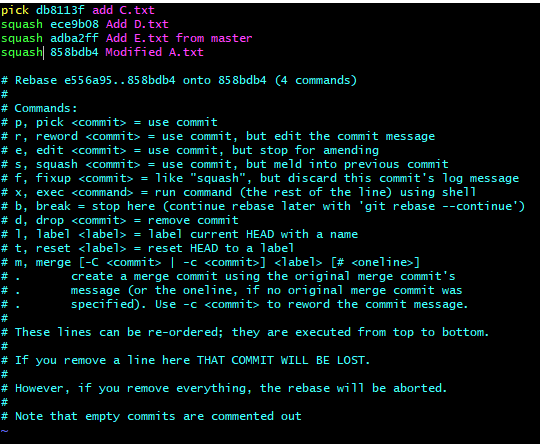 pick db8113f add C.txt
squash ece9b08 Add D.txt
squash adba2ff Add E.txt from master
squash 858bdb4 Modified A.txt

# Rebase e556a95..858bdb4 onto 858bdb4 (4 commands)
#
# Commands:
# p, pick <commit> = use commit
# r, reword <commit> = use commit, but edit the commit message
# e, edit <commit> = use commit, but stop for amending
# s, squash <commit> = use commit, but meld into previous commit
# f, fixup <commit> = like "squash", but discard this commit's log message
# x, exec <command> = run command (the rest of the line) using shell
# b, break = stop here (continue rebase later with 'git rebase --continue')
# d, drop <commit> = remove commit
# l, label <label> = label current HEAD with a name
# t, reset <label> = reset HEAD to a label
# m, merge [-C <commit> | -c <commit>] <label> [# <oneline>]
# .       create a merge commit using the original merge commit's
# .       message (or the oneline, if no original merge commit was
# .       specified). Use -c <commit> to reword the commit message.
#
# These lines can be re-ordered; they are executed from top to bottom.
#
# If you remove a line here THAT COMMIT WILL BE LOST.
#
# However, if you remove everything, the rebase will be aborted.
#
# Note that empty commits are commented out
~